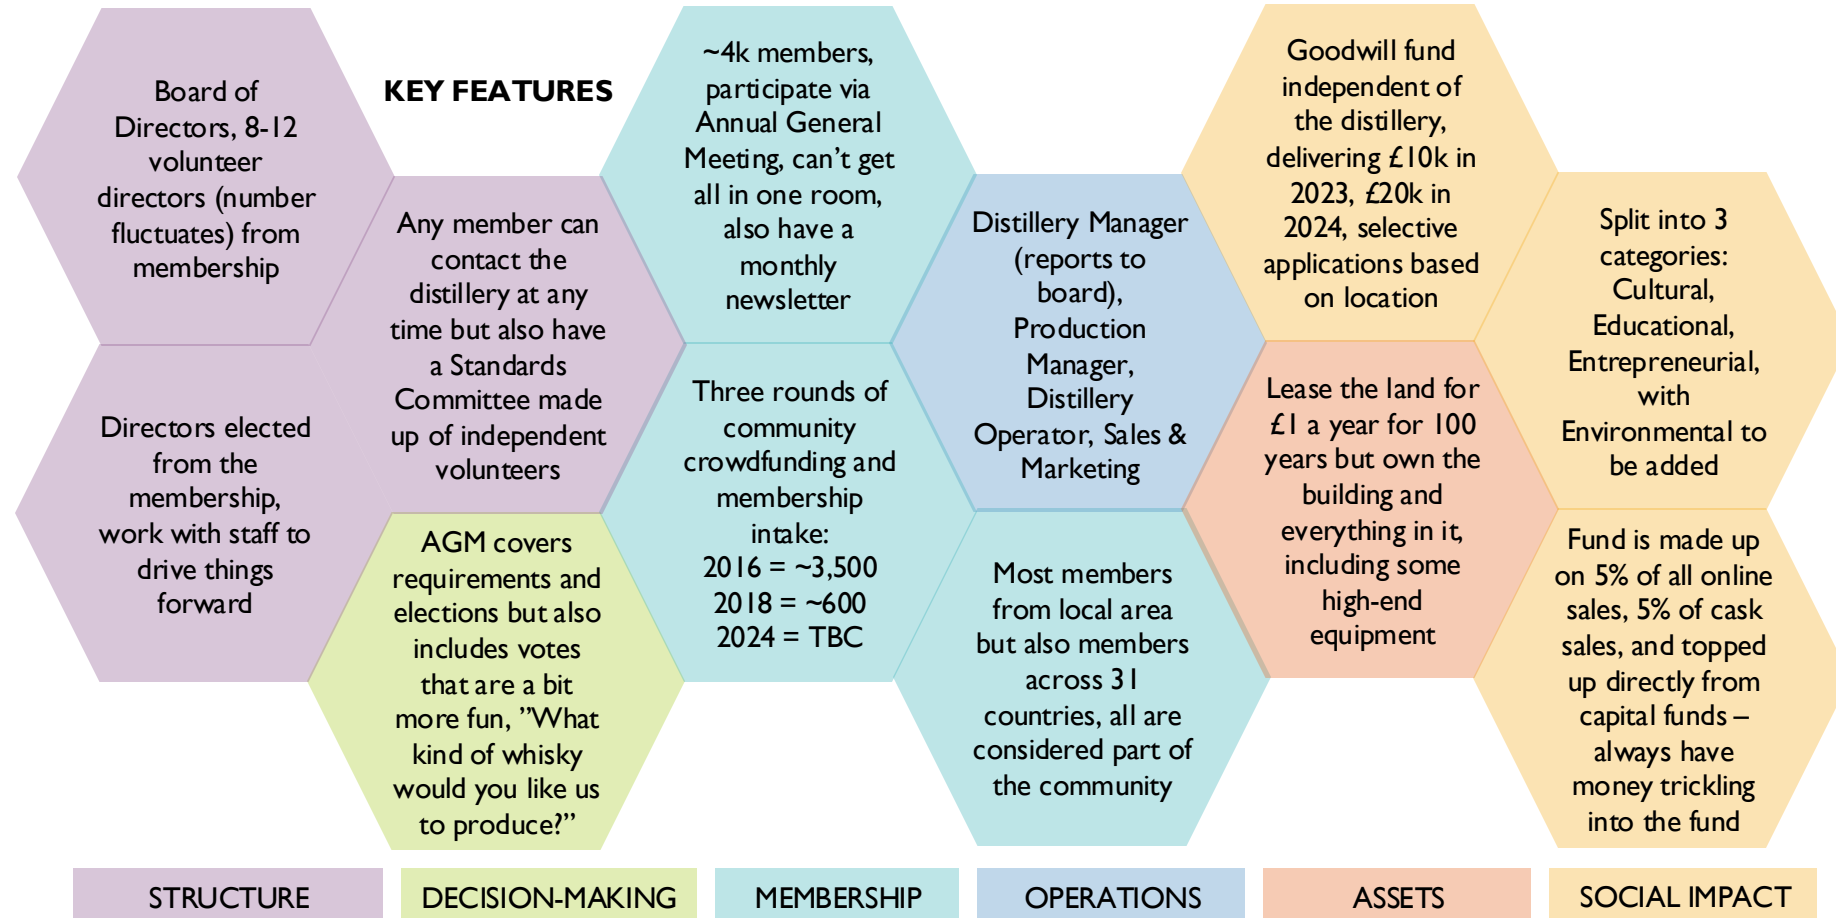 KEY FEATURES
Board of
Directors, 8-12
volunteer
directors (number
fluctuates) from
membership
Directors elected
from the
membership,
work with staff to
drive things
forward
Any member can
contact the
distillery at any
time but also have
a Standards
Committee made
up of independent
volunteers
AGM covers
requirements and
elections but also
includes votes
that are a bit
more fun, ”What
kind of whisky
would you like us
to produce?”
~4k members,
participate via
Annual General
Meeting, can’t get
all in one room,
also have a
monthly
newsletter
Three rounds of
community
crowdfunding and
membership
intake:
2016 = ~3,500
2018 = ~600
2024 = TBC
Distillery Manager
(reports to
board),
Production
Manager,
Distillery
Operator, Sales &
Marketing
Most members
from local area
but also members
across 31
countries, all are
considered part of
the community
Goodwill fund
independent of
the distillery,
delivering £10k in
2023, £20k in
2024, selective
applications based
on location
Lease the land for
£1 a year for 100
years but own the
building and
everything in it,
including some
high-end
equipment
Split into 3
categories:
Cultural,
Educational,
Entrepreneurial,
with
Environmental to
be added
Fund is made up
on 5% of all online
sales, 5% of cask
sales, and topped
up directly from
capital funds –
always have
money trickling
into the fund
STRUCTURE
DECISION-MAKING
MEMBERSHIP
OPERATIONS
ASSETS
SOCIAL IMPACT